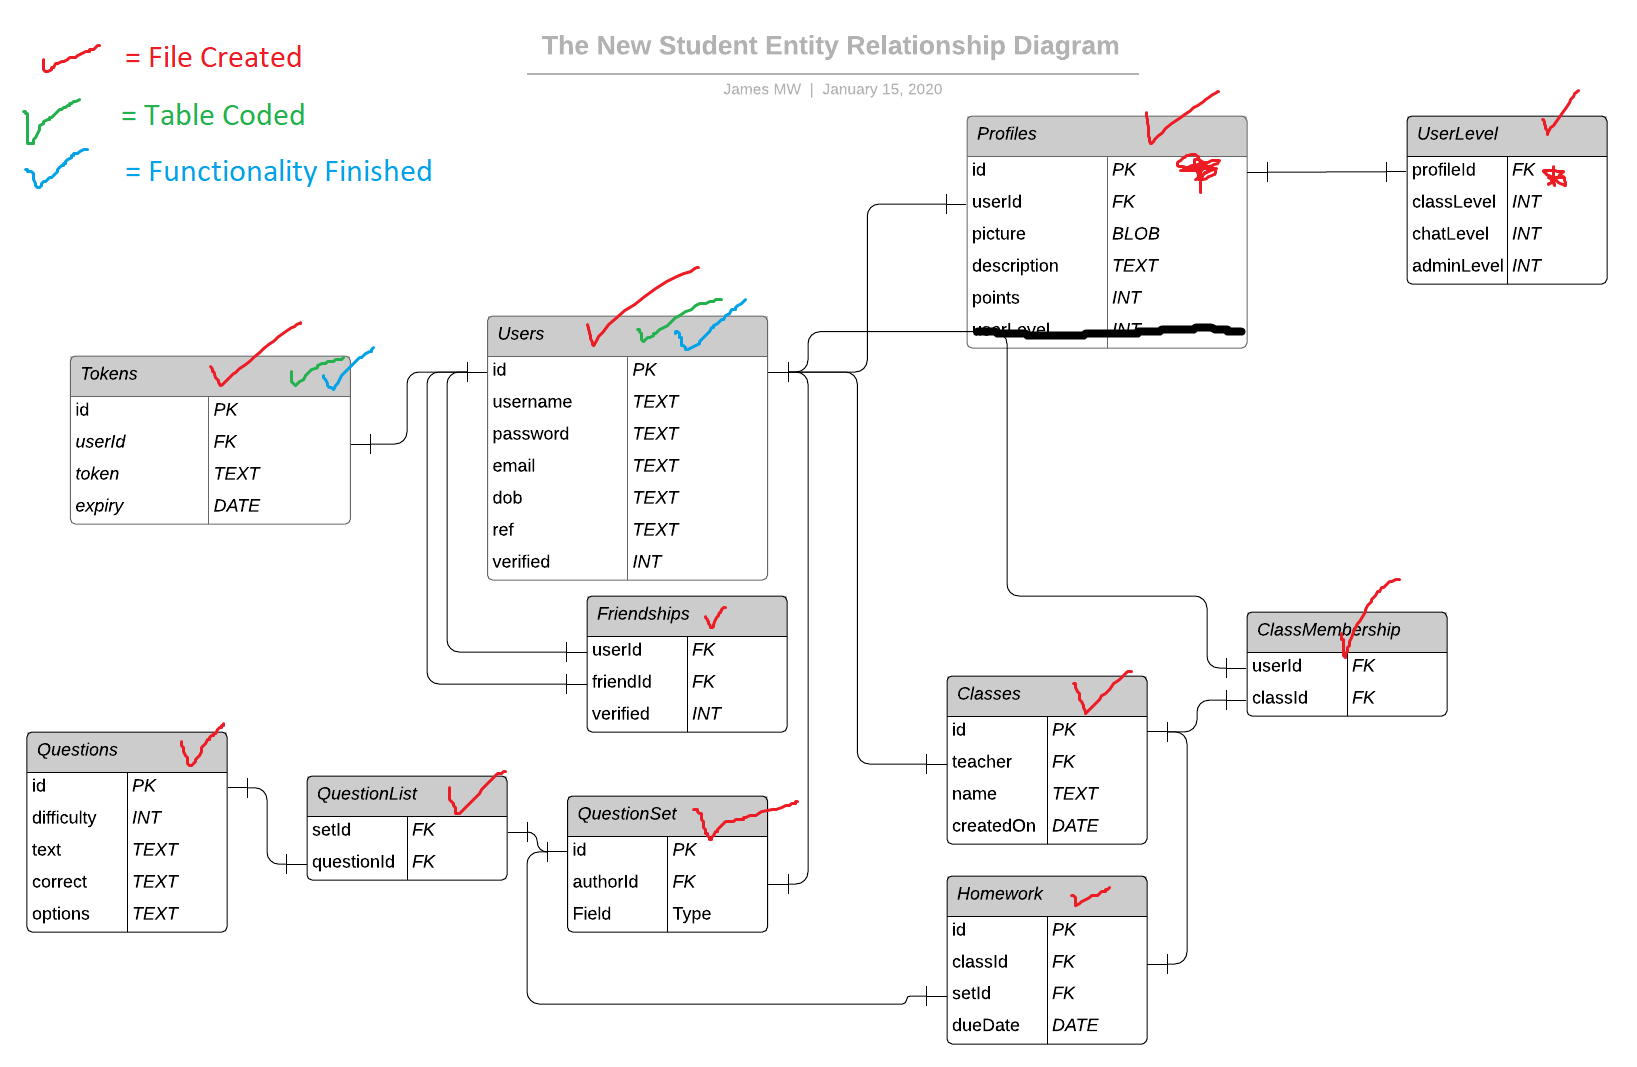 = File Created
= Table Coded
= Functionality Finished
The New Student Entity Relationship Diagram
James MW | January 15, 2020
Profiles
id PK
userId FK
picture BLOB
description TEXT
points INT
userLevel INT
UserLevel
profileId FK
classLevel INT
chatLevel INT
adminLevel INT
Users
id PK
username TEXT
password TEXT
email TEXT
dob TEXT
ref TEXT
verified INT
Tokens
id PK
userId FK
token TEXT
expiry DATE
Friendships
userId FK
friendId FK
verified INT
ClassMembership
userId FK
classId FK
Classes
id PK
teacher FK
name TEXT
createdOn DATE
Questions
id PK
difficulty INT
text TEXT
correct TEXT
options TEXT
QuestionList
setId FK
questionId FK
QuestionSet
id PK
authorId FK
Field Type
Homework
id PK
classId FK
setId FK
dueDate DATE